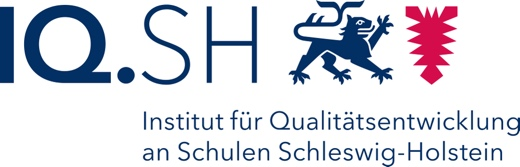 IQ.SH
Institut für Qualitätsentwicklung
an Schulen Schleswig-Holstein